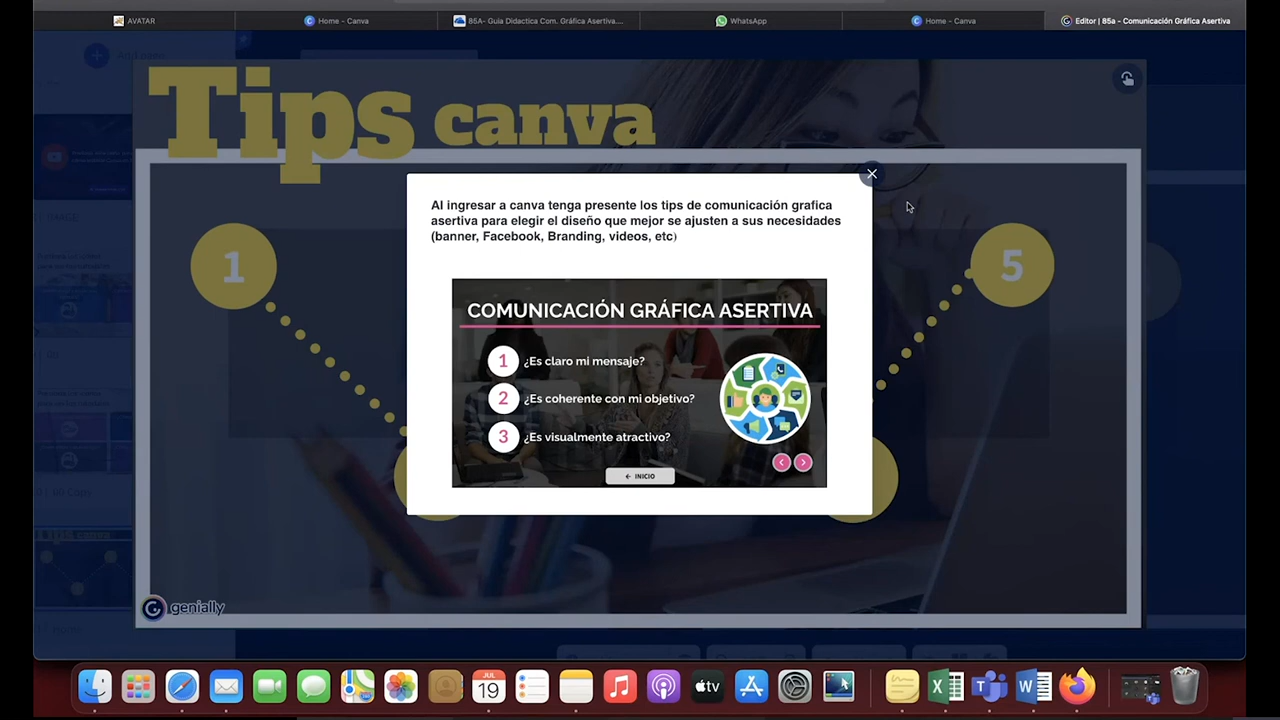 AVATAR
Home - Canva
85A- Guia Didactica Com. Gráfica Asertiva....
WhatsApp
Home - Canva
Editor | 85a - Comunicación Gráfica Asertiva
Tips canva
Al ingresar a canva tenga presente los tips de comunicación grafica
asertiva para elegir el diseño que mejor se ajusten a sus necesidades
(banner, Facebook, Branding, videos, etc)
1
5
COMUNICACIÓN GRÁFICA ASERTIVA
1 ¿Es claro mi mensaje?
2 ¿Es coherente con mi objetivo?
3 ¿Es visualmente atractivo?
← INICIO
genially
JUL
19
tv